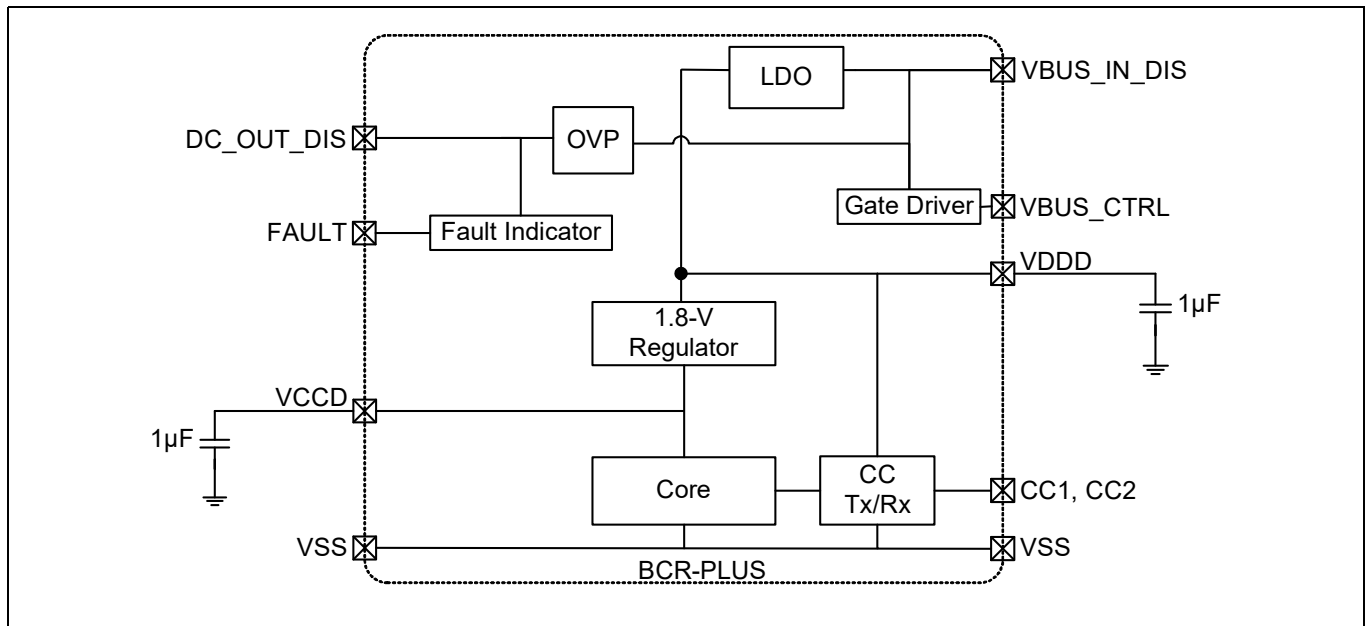 LDO
VBUS_IN_DIS
DC_OUT_DIS
OVP
Gate Driver
VBUS_CTRL
FAULT
Fault Indicator
VDDD
1µF
1.8-V
Regulator
VCCD
1µF
Core
CC
Tx/Rx
CC1, CC2
VSS
VSS
BCR-PLUS